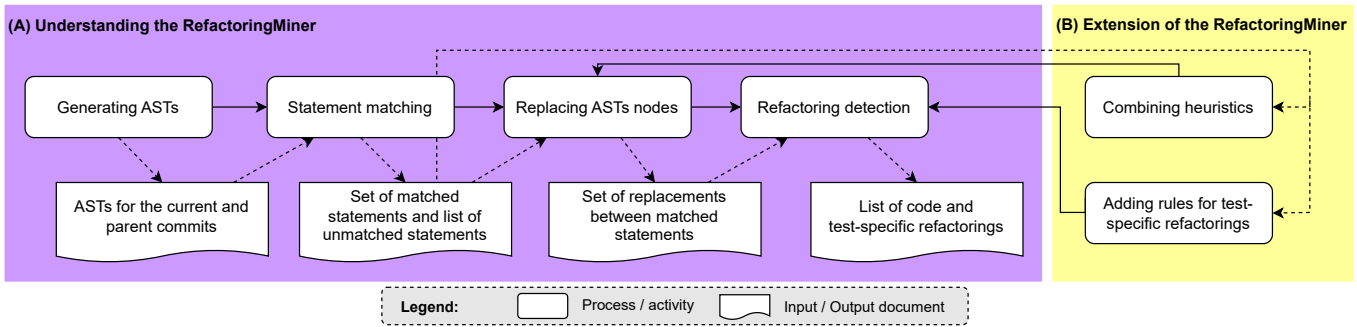 (A) Understanding the RefactoringMiner
(B) Extension of the RefactoringMiner
Generating ASTs
Statement matching
Replacing ASTs nodes
Refactoring detection
Combining heuristics
ASTs for the current and
parent commits
Set of matched
statements and list of
unmatched statements
Set of replacements
between matched
statements
List of code and
test-specific refactorings
Adding rules for test-
specific refactorings
Legend:
Process / activity
Input / Output document